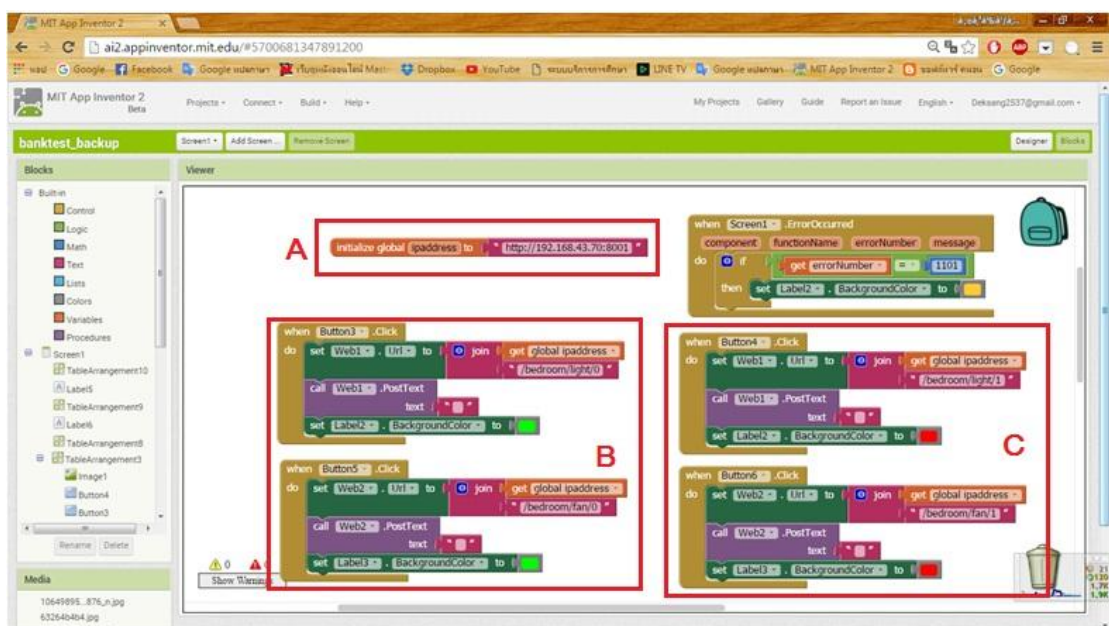 MIT App Inventor 2
ai2.appinventor.mit.edu/#5700681347891200
แอป Google Facebook Google Dropbox YouTube LINE TV Google MIT App Inventor 2 Google
MIT App Inventor 2
Beta
Projects Connect Build Help My Projects Gallery Guide Report an Issue English Deksang2537@gmail.com
banktest_backup Screen1 Add Screen ... Remove Screen Designer Blocks
Blocks
Built-in
Control
Logic
Math
Text
Lists
Colors
Variables
Procedures
Screen1
TableArrangement10
Label5
TableArrangement9
Label6
TableArrangement8
TableArrangement3
Image1
Button4
Button3
Rename Delete
Media
10649895...876_n.jpg
63264b4b4.jpg
Viewer
A
initialize global ipaddress to " http://192.168.43.70:8001 "
when Screen1 .ErrorOccurred
component functionName errorNumber message
do if get errorNumber = 1101
then set Label2 . BackgroundColor to
when Button3 .Click
do set Web1 . Url to join get global ipaddress
" /bedroom/light/0 "
call Web1 .PostText
text " "
set Label2 . BackgroundColor to
B
when Button5 .Click
do set Web2 . Url to join get global ipaddress
" /bedroom/fan/0 "
call Web2 .PostText
text " "
set Label3 . BackgroundColor to
when Button4 .Click
do set Web1 . Url to join get global ipaddress
" /bedroom/light/1 "
call Web1 .PostText
text " "
set Label2 . BackgroundColor to
C
when Button6 .Click
do set Web2 . Url to join get global ipaddress
" /bedroom/fan/1 "
call Web2 .PostText
text " "
set Label3 . BackgroundColor to
0
Show Warnings